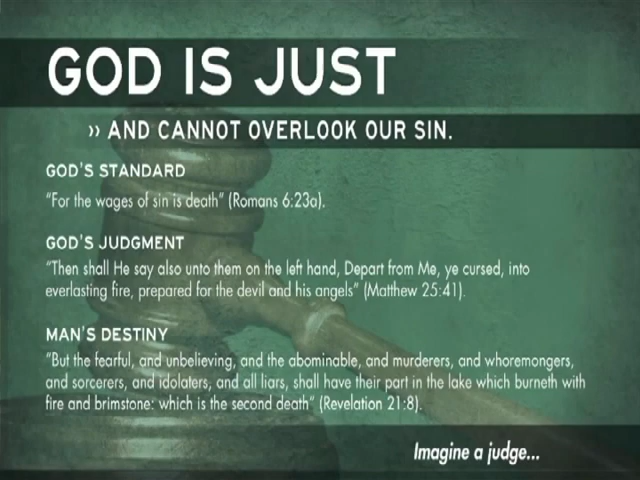 GOD IS JUST
›› AND CANNOT OVERLOOK OUR SIN.
GOD'S STANDARD
“For the wages of sin is death” (Romans 6:23a).
GOD'S JUDGMENT
“Then shall He say also unto them on the left hand, Depart from Me, ye cursed, into
everlasting fire, prepared for the devil and his angels” (Matthew 25:41).
MAN'S DESTINY
“But the fearful, and unbelieving, and the abominable, and murderers, and whoremongers,
and sorcerers, and idolaters, and all liars, shall have their part in the lake which burneth with
fire and brimstone: which is the second death” (Revelation 21:8).
Imagine a judge...